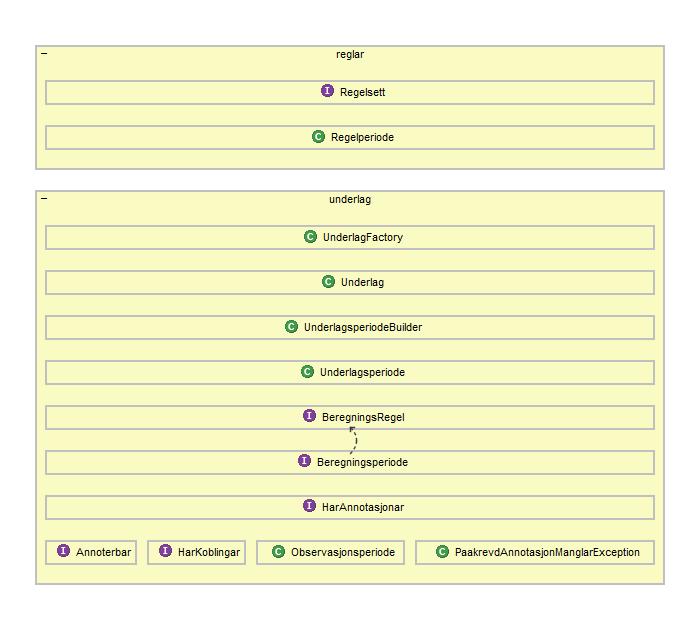 reglar
I Regelsett
C Regelperiode
underlag
C UnderlagFactory
C Underlag
C UnderlagsperiodeBuilder
C Underlagsperiode
I BeregningsRegel
I Beregningsperiode
I HarAnnotasjonar
I Annoterbar I HarKoblingar C Observasjonsperiode C PaakrevdAnnotasjonManglarException